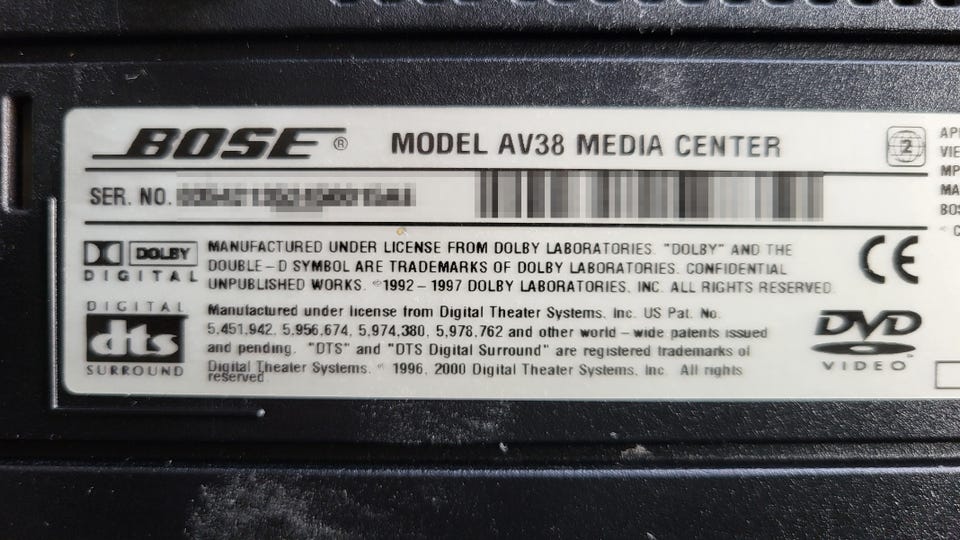 BOSE ® MODEL AV38 MEDIA CENTER
SER. NO.
DOLBY
DIGITAL
MANUFACTURED UNDER LICENSE FROM DOLBY LABORATORIES. "DOLBY" AND THE
DOUBLE-D SYMBOL ARE TRADEMARKS OF DOLBY LABORATORIES. CONFIDENTIAL
UNPUBLISHED WORKS. ©1992-1997 DOLBY LABORATORIES, INC. ALL RIGHTS RESERVED.
DIGITAL
dts
SURROUND
Manufactured under license from Digital Theater Systems, Inc. US Pat. No.
5,451,942, 5,956,674, 5,974,380, 5,978,762 and other world-wide patents issued
and pending. "DTS" and "DTS Digital Surround" are registered trademarks of
Digital Theater Systems. © 1996, 2000 Digital Theater Systems, Inc. All rights
reserved.
CE
DVD
VIDEO
2
VIE
MP
MA
BOS